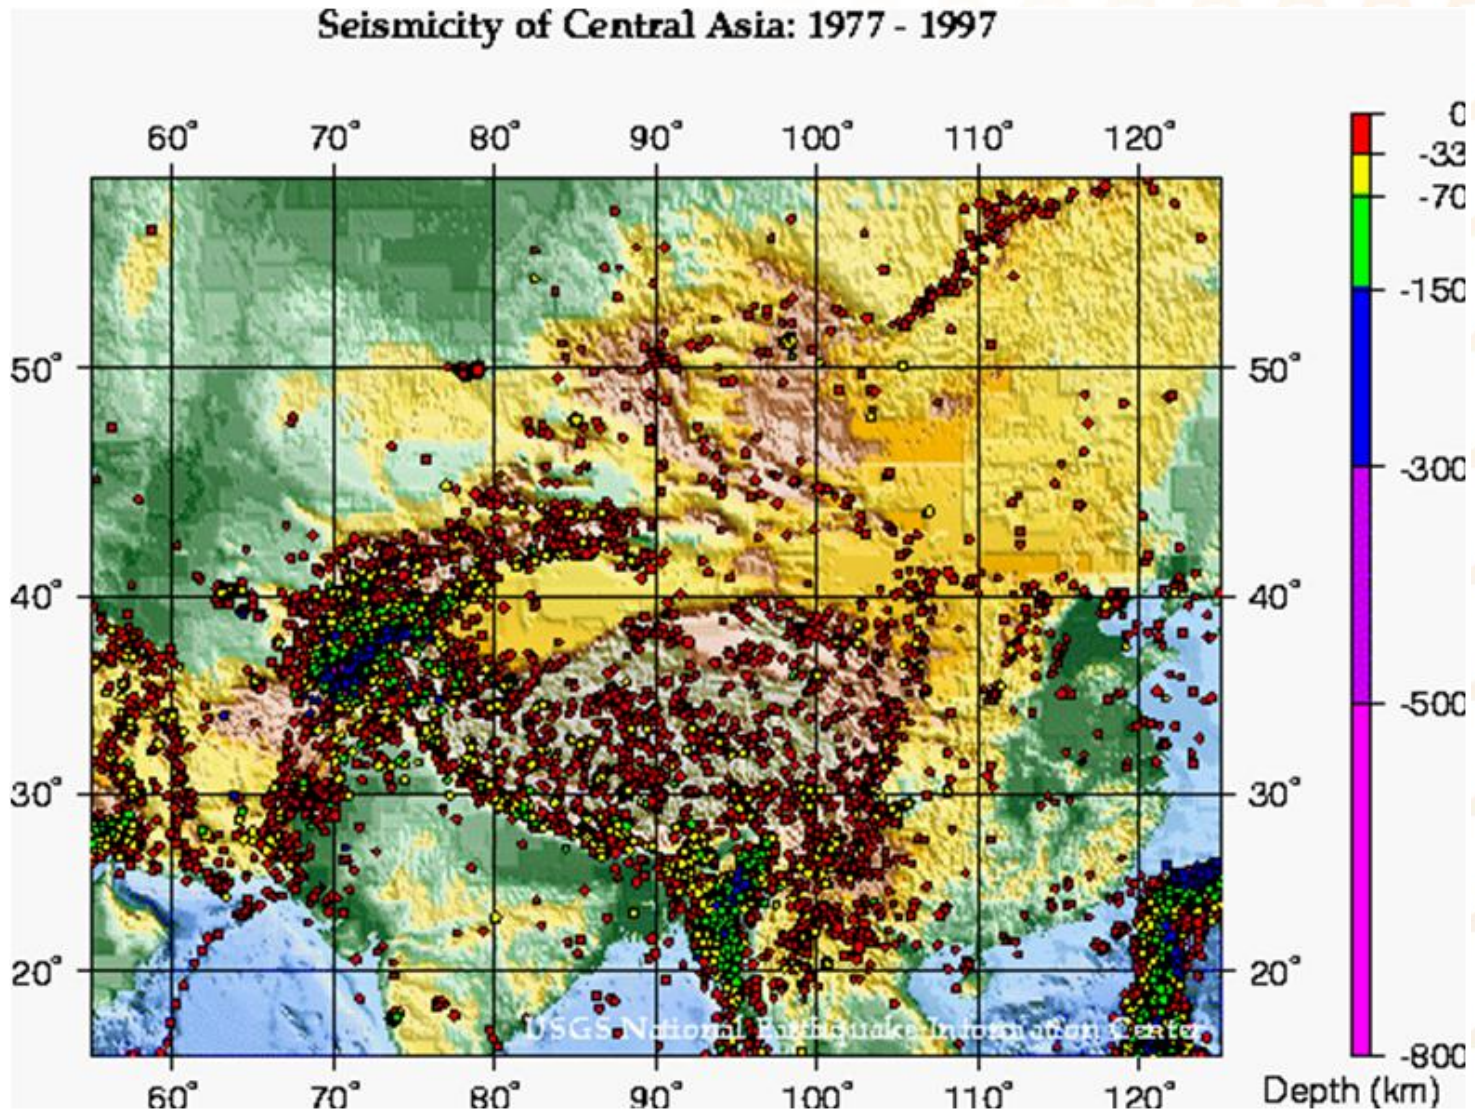 Seismicity of Central Asia: 1977 - 1997
60° 70° 80° 90° 100° 110° 120°
0
-33
-70
-150
-300
-500
-800
50° 50°
40° 40°
30° 30°
20° 20°
USGS National Earthquake Information Center
60° 70° 80° 90° 100° 110° 120°
Depth (km)